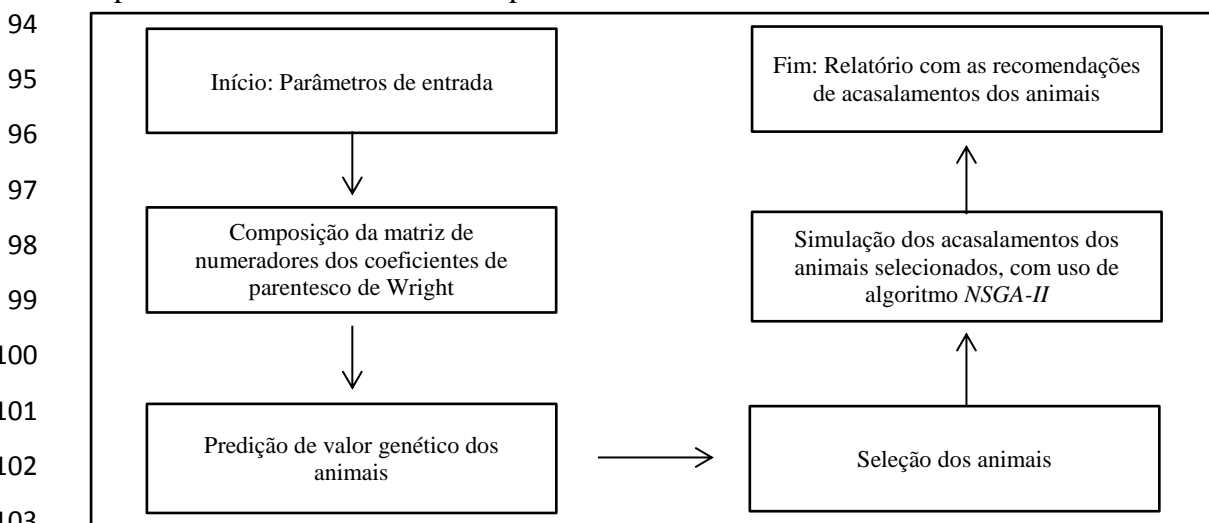 94
95
96
97
98
99
100
101
102
103
Início: Parâmetros de entrada
Composição da matriz de
numeradores dos coeficientes de
parentesco de Wright
Predição de valor genético dos
animais
Seleção dos animais
Simulação dos acasalamentos dos
animais selecionados, com uso de
algoritmo NSGA-II
Fim: Relatório com as recomendações
de acasalamentos dos animais